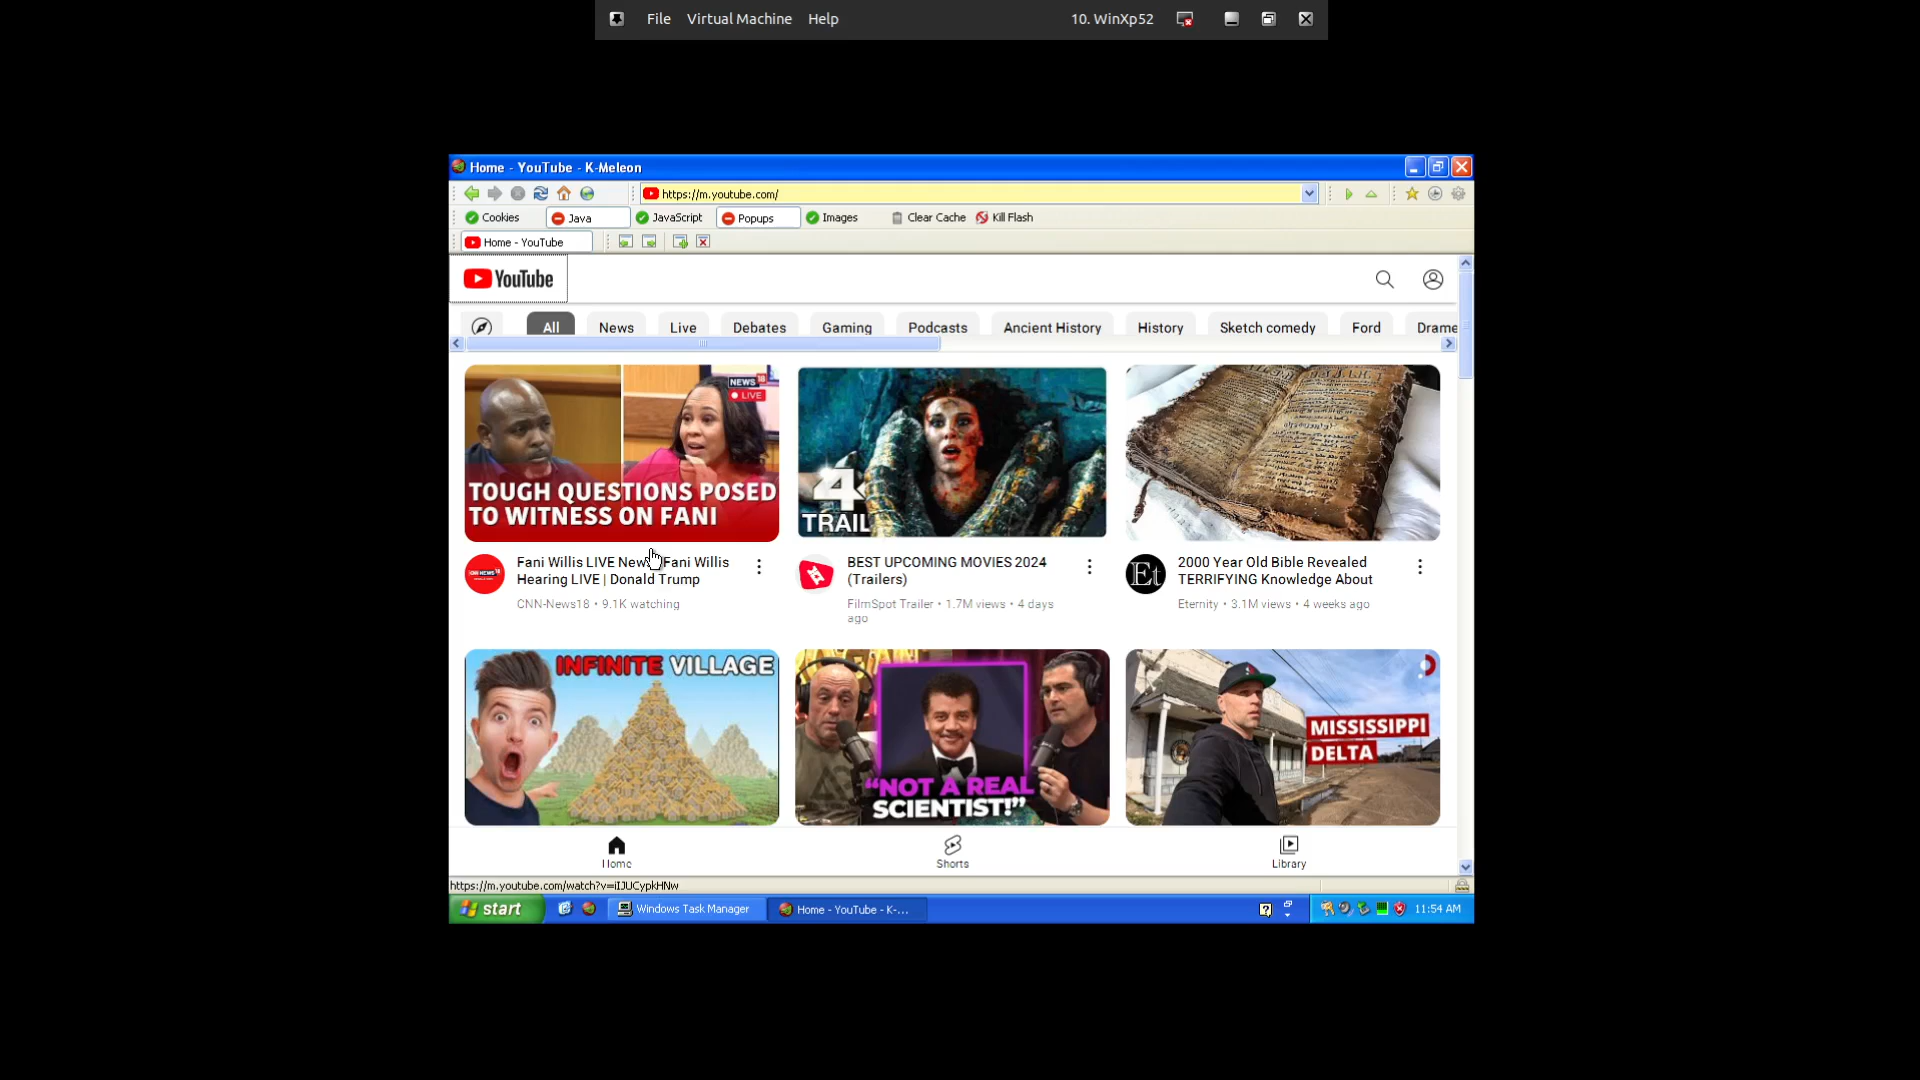 File Virtual Machine Help 10. WinXp52
Home - YouTube - K-Meleon
https://m.youtube.com/
Cookies Java JavaScript Popups Images Clear Cache Kill Flash
Home - YouTube
YouTube
All News Live Debates Gaming Podcasts Ancient History History Sketch comedy Ford Drame
NEWS 18
LIVE
TOUGH QUESTIONS POSED
TO WITNESS ON FANI
4
TRAIL
Fani Willis LIVE News Fani Willis
Hearing LIVE | Donald Trump
CNN-News18 • 9.1K watching
BEST UPCOMING MOVIES 2024
(Trailers)
FilmSpot Trailer • 1.7M views • 4 days
ago
Et
2000 Year Old Bible Revealed
TERRIFYING Knowledge About
Eternity • 3.1M views • 4 weeks ago
INFINITE VILLAGE
"NOT A REAL
SCIENTIST!"
MISSISSIPPI
DELTA
Home Shorts Library
https://m.youtube.com/watch?v=iIJUCypkHNw
start Windows Task Manager Home - YouTube - K-... 11:54 AM